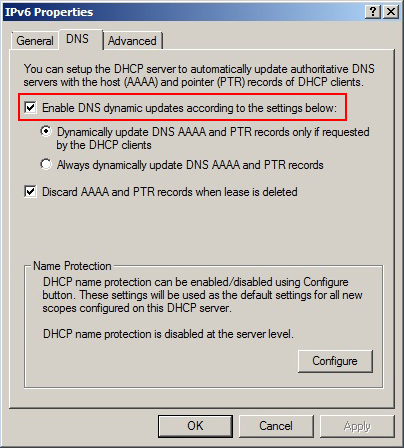 IPv6 Properties
General DNS Advanced
You can setup the DHCP server to automatically update authoritative DNS
servers with the host (AAAA) and pointer (PTR) records of DHCP clients.
Enable DNS dynamic updates according to the settings below:
Dynamically update DNS AAAA and PTR records only if requested
by the DHCP clients
Always dynamically update DNS AAAA and PTR records
Discard AAAA and PTR records when lease is deleted
Name Protection
DHCP name protection can be enabled/disabled using Configure
button. These settings will be used as the default settings for all new
scopes configured on this DHCP server.
DHCP name protection is disabled at the server level.
Configure
OK Cancel Apply